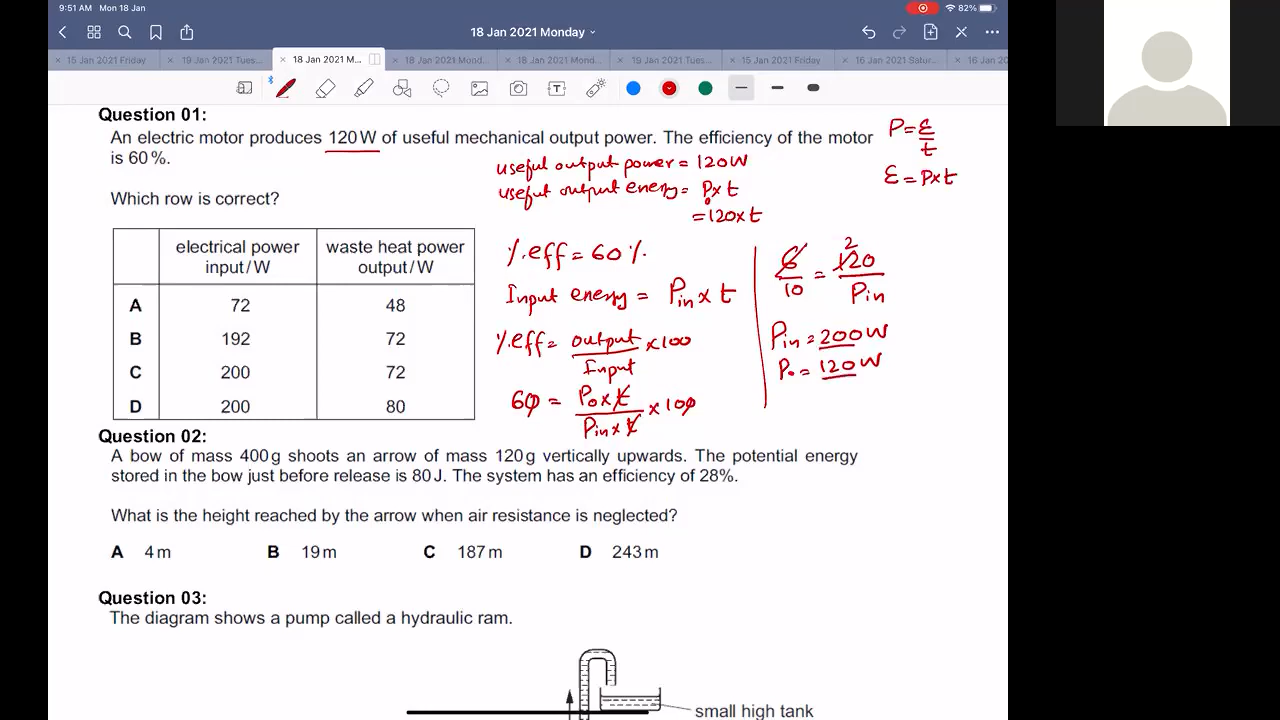 9:51 AM Mon 18 Jan
82%
18 Jan 2021 Monday
15 Jan 2021 Friday
19 Jan 2021 Tues...
18 Jan 2021 M...
18 Jan 2021 Mond...
18 Jan 2021 Mond...
19 Jan 2021 Tues...
15 Jan 2021 Friday
16 Jan 2021 Satur...
16 Jan 20
Question 01:
An electric motor produces 120 W of useful mechanical output power. The efficiency of the motor
is 60 %.
P = E/t
E = P×t
useful output power = 120W
useful output energy = Po × t
= 120×t
Which row is correct?
electrical power input / W waste heat power output / W
A 72 48
B 192 72
C 200 72
D 200 80
%eff = 60%
Input energy = Pin × t
%eff = output/Input ×100
60 = Po×t/Pin×t × 100
6/10 = 2 120/Pin
Pin = 200W
Po = 120W
Question 02:
A bow of mass 400 g shoots an arrow of mass 120 g vertically upwards. The potential energy
stored in the bow just before release is 80 J. The system has an efficiency of 28%.
What is the height reached by the arrow when air resistance is neglected?
A 4 m B 19 m C 187 m D 243 m
Question 03:
The diagram shows a pump called a hydraulic ram.
small high tank